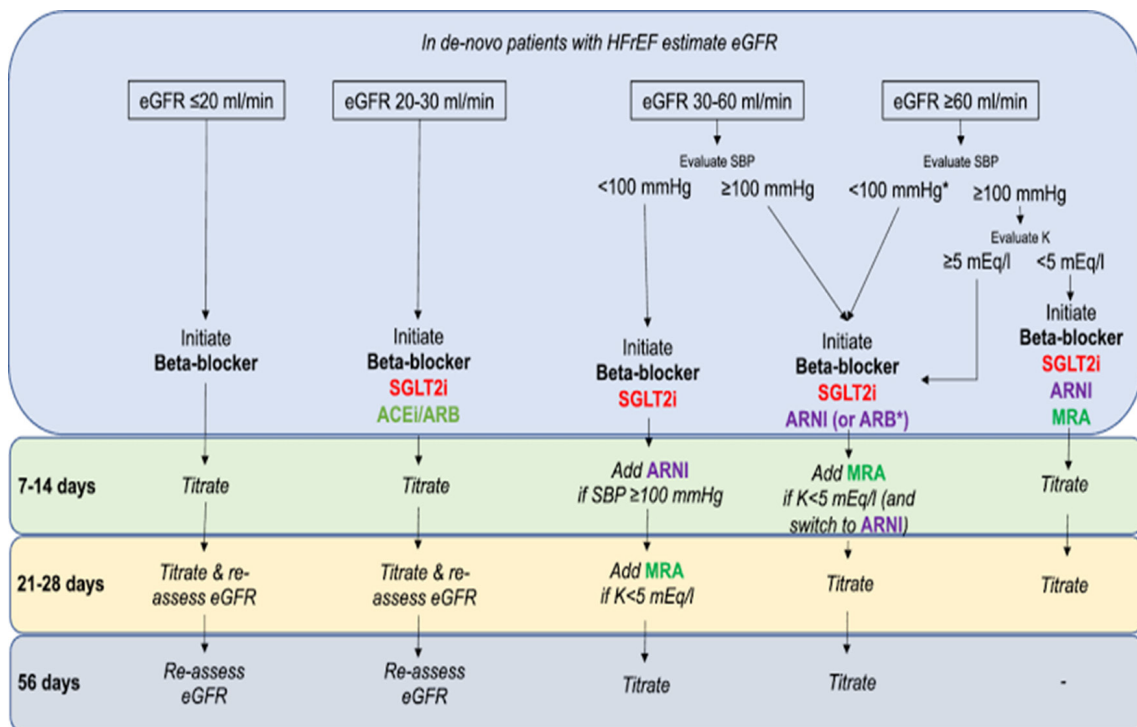 In de-novo patients with HFrEF estimate eGFR
eGFR ≤20 ml/min
eGFR 20-30 ml/min
eGFR 30-60 ml/min
eGFR ≥60 ml/min
Evaluate SBP
Evaluate SBP
<100 mmHg
≥100 mmHg
<100 mmHg*
≥100 mmHg
Evaluate K
≥5 mEq/l
<5 mEq/l
Initiate
Beta-blocker
Initiate
Beta-blocker
SGLT2i
ACEi/ARB
Initiate
Beta-blocker
SGLT2i
Initiate
Beta-blocker
SGLT2i
ARNI (or ARB*)
Initiate
Beta-blocker
SGLT2i
ARNI
MRA
7-14 days
Titrate
Titrate
Add ARNI
if SBP ≥100 mmHg
Add MRA
if K<5 mEq/l (and
switch to ARNI)
Titrate
21-28 days
Titrate & re-
assess eGFR
Titrate & re-
assess eGFR
Add MRA
if K<5 mEq/l
Titrate
Titrate
56 days
Re-assess
eGFR
Re-assess
eGFR
Titrate
Titrate
-